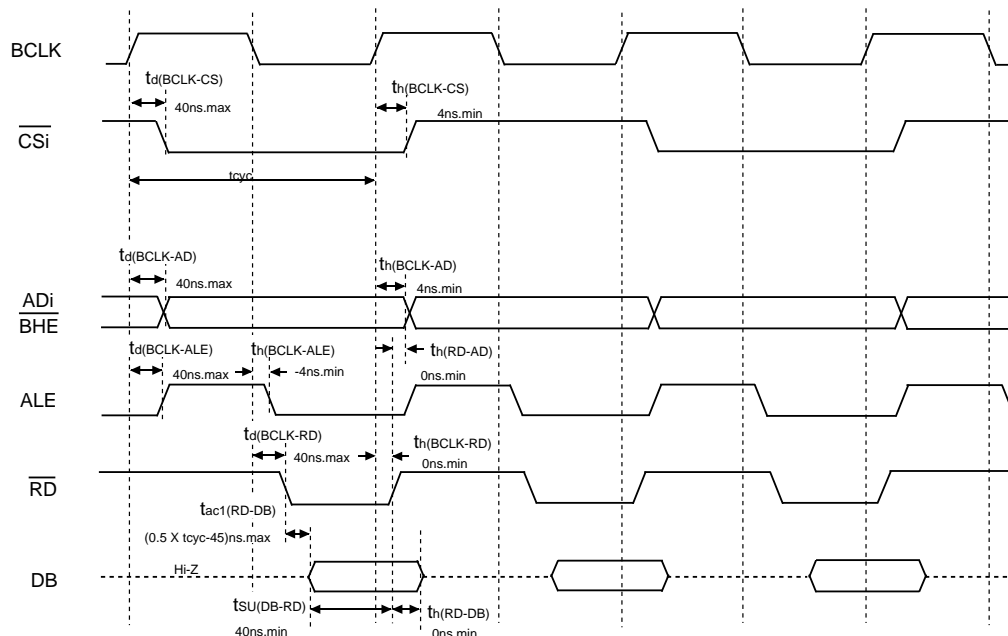 BCLK
td(BCLK-CS)
40ns.max
th(BCLK-CS)
4ns.min
CSi
tcyc
td(BCLK-AD)
40ns.max
th(BCLK-AD)
4ns.min
ADi
BHE
td(BCLK-ALE)
40ns.max
th(BCLK-ALE)
-4ns.min
th(RD-AD)
0ns.min
ALE
td(BCLK-RD)
40ns.max
th(BCLK-RD)
0ns.min
RD
tac1(RD-DB)
(0.5 X tcyc-45)ns.max
Hi-Z
DB
tSU(DB-RD)
40ns.min
th(RD-DB)
0ns.min